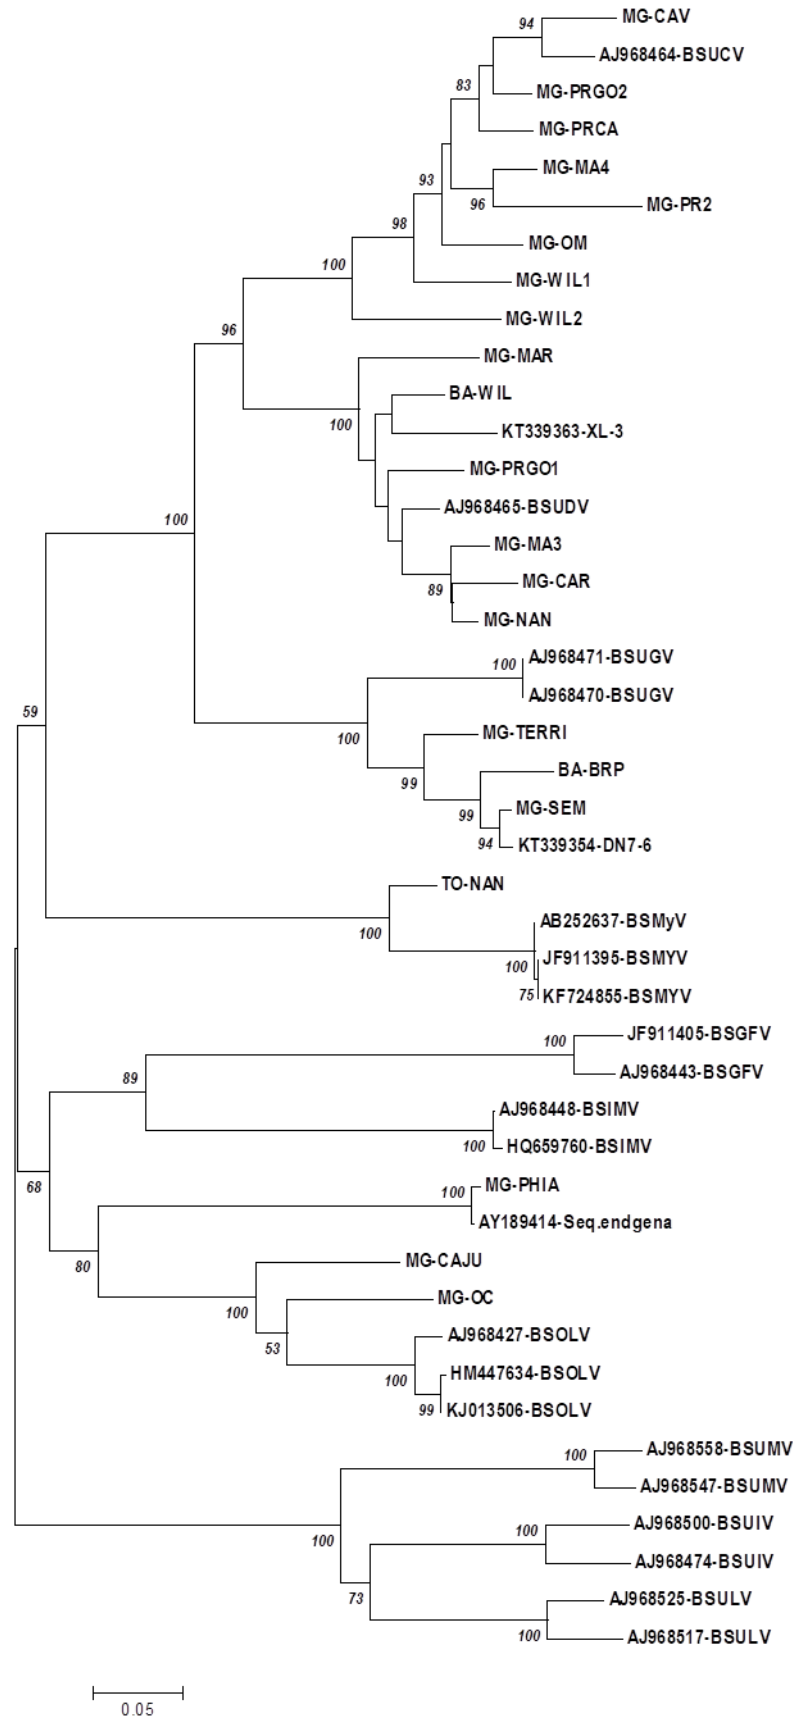 94
MG-CAV
AJ968464-BSUCV
83
MG-PRGO2
MG-PRCA
MG-MA4
93
96
MG-PR2
98
MG-OM
100
MG-WIL1
MG-WIL2
96
MG-MAR
BA-WIL
100
KT339363-XL-3
MG-PRGO1
AJ968465-BSUDV
100
MG-MA3
MG-CAR
89
MG-NAN
AJ968471-BSUGV
100
AJ968470-BSUGV
59
MG-TERRI
100
BA-BRP
99
MG-SEM
99
94
KT339354-DN7-6
TO-NAN
AB252637-BSMyV
100
JF911395-BSMYV
100
75
KF724855-BSMYV
JF911405-BSGFV
100
AJ968443-BSGFV
89
AJ968448-BSIMV
100
HQ659760-BSIMV
MG-PHIA
68
100
AY189414-Seq.endgena
80
MG-CAJU
MG-OC
100
AJ968427-BSOLV
53
HM447634-BSOLV
100
99
KJ013506-BSOLV
AJ968558-BSUMV
100
AJ968547-BSUMV
AJ968500-BSUIV
100
100
AJ968474-BSUIV
73
AJ968525-BSULV
100
AJ968517-BSULV
0.05